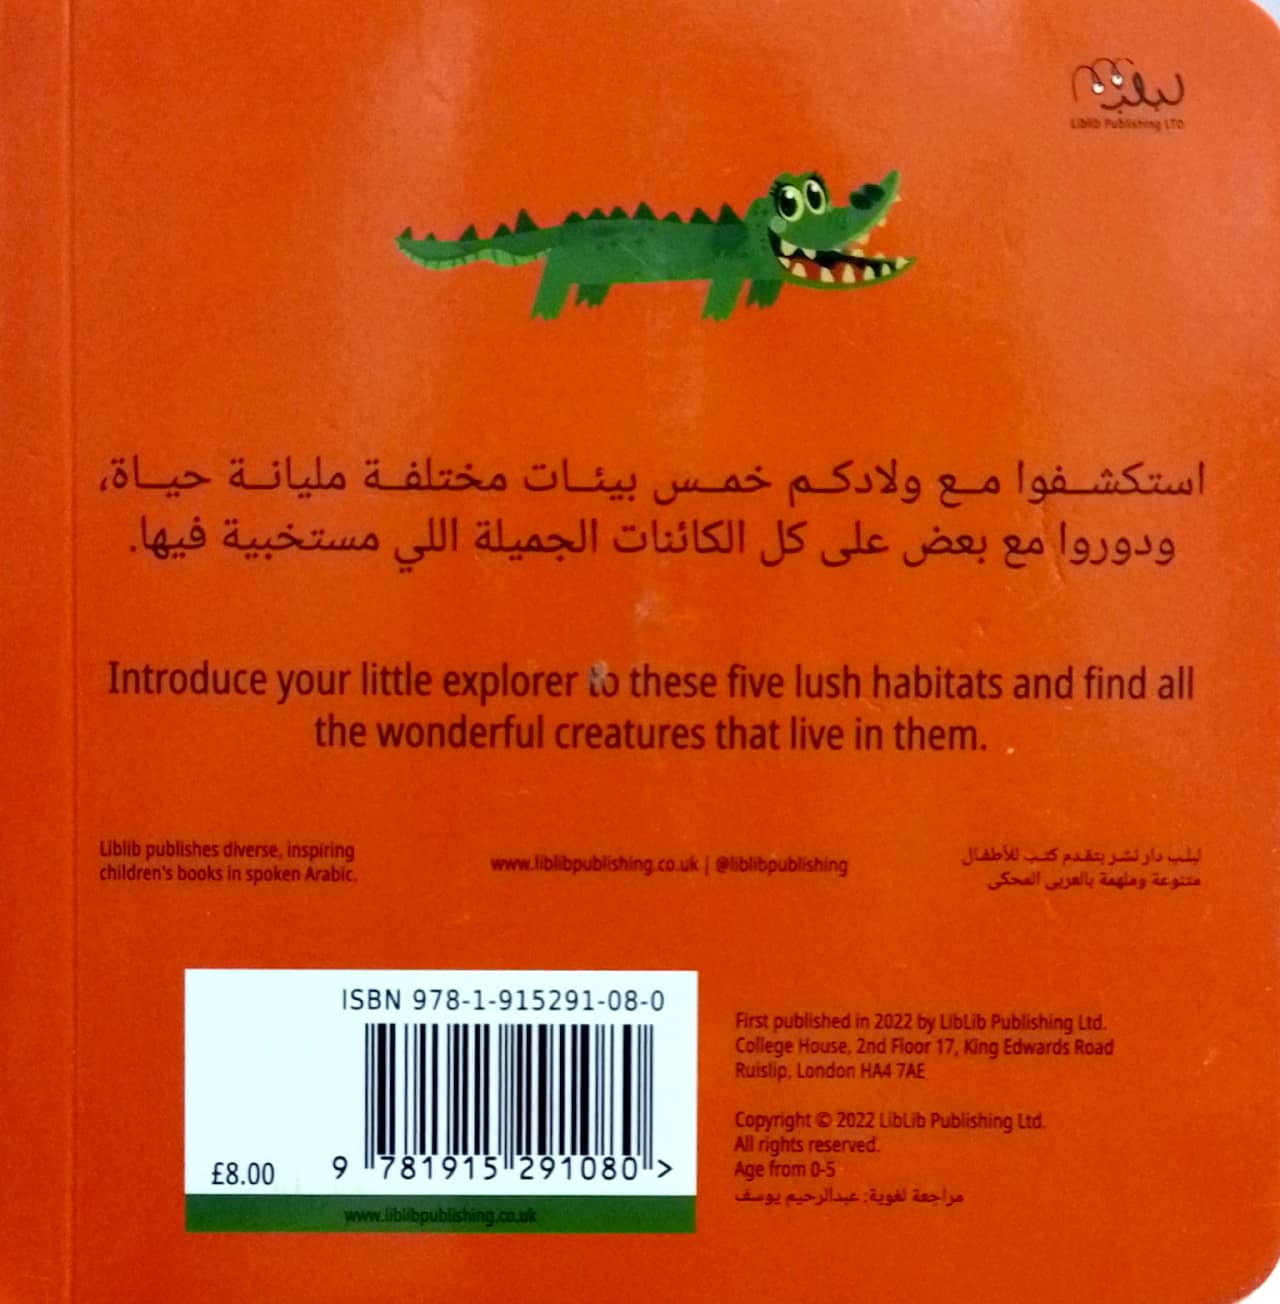 لبلب
Liblib Publishing LTD
استكشفوا مع ولادكم خمس بيئات مختلفة مليانة حياة،
ودوروا مع بعض على كل الكائنات الجميلة اللي مستخبية فيها.
Introduce your little explorer to these five lush habitats and find all
the wonderful creatures that live in them.
Liblib publishes diverse, inspiring
children's books in spoken Arabic.
www.liblibpublishing.co.uk | @liblibpublishing
لبلب دار نشر بتقدم كتب للأطفال
متنوعة وملهمة بالعربي المحكي
ISBN 978-1-915291-08-0
9 781915 291080 >
£8.00
www.liblibpublishing.co.uk
First published in 2022 by LibLib Publishing Ltd.
College House, 2nd Floor 17, King Edwards Road
Ruislip, London HA4 7AE
Copyright © 2022 LibLib Publishing Ltd.
All rights reserved.
Age from 0-5
مراجعة لغوية: عبدالرحيم يوسف